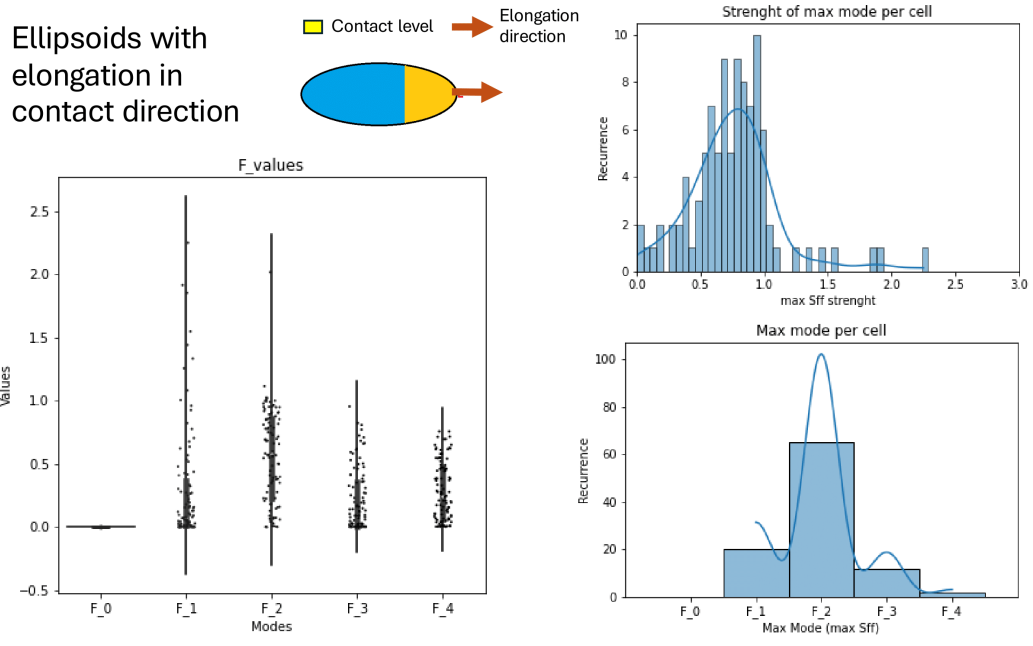 Ellipsoids with
elongation in
contact direction
Contact level
Elongation
direction
F_values
2.5
2.0
1.5
1.0
0.5
0.0
−0.5
Values
F_0 F_1 F_2 F_3 F_4
Modes
Strenght of max mode per cell
10
8
6
4
2
0
Recurrence
0.0 0.5 1.0 1.5 2.0 2.5 3.0
max Sff strenght
Max mode per cell
100
80
60
40
20
0
Recurrence
F_0 F_1 F_2 F_3 F_4
Max Mode (max Sff)